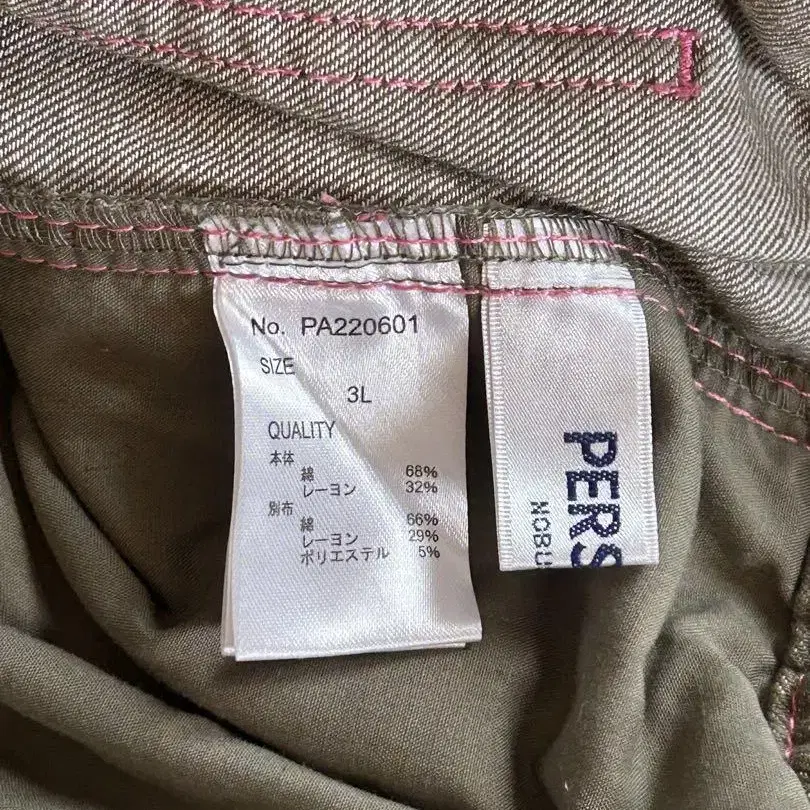 No. PA220601
SIZE
3L
QUALITY
本体
綿 68%
レーヨン 32%
別布
綿 66%
レーヨン 29%
ポリエステル 5%
PERS
NOBU